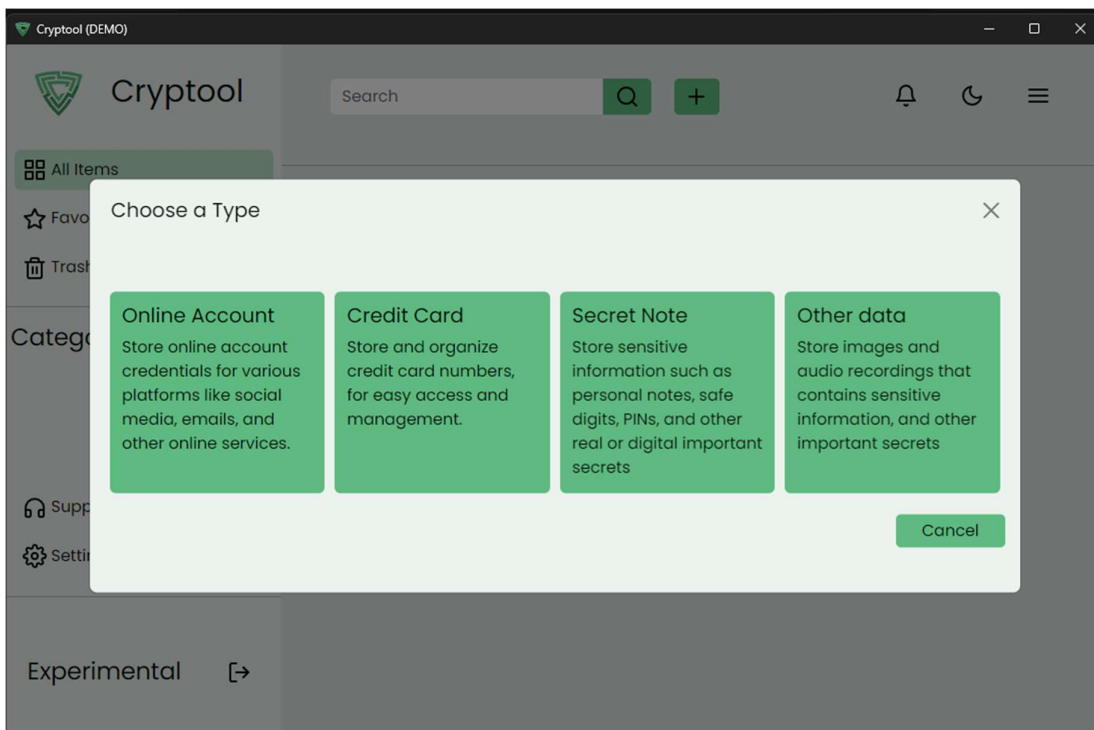 Cryptool (DEMO)
Cryptool
Search
All Items
Favo
Trash
Catego
Supp
Settin
Experimental
Choose a Type
Online Account
Store online account
credentials for various
platforms like social
media, emails, and
other online services.
Credit Card
Store and organize
credit card numbers,
for easy access and
management.
Secret Note
Store sensitive
information such as
personal notes, safe
digits, PINs, and other
real or digital important
secrets
Other data
Store images and
audio recordings that
contains sensitive
information, and other
important secrets
Cancel